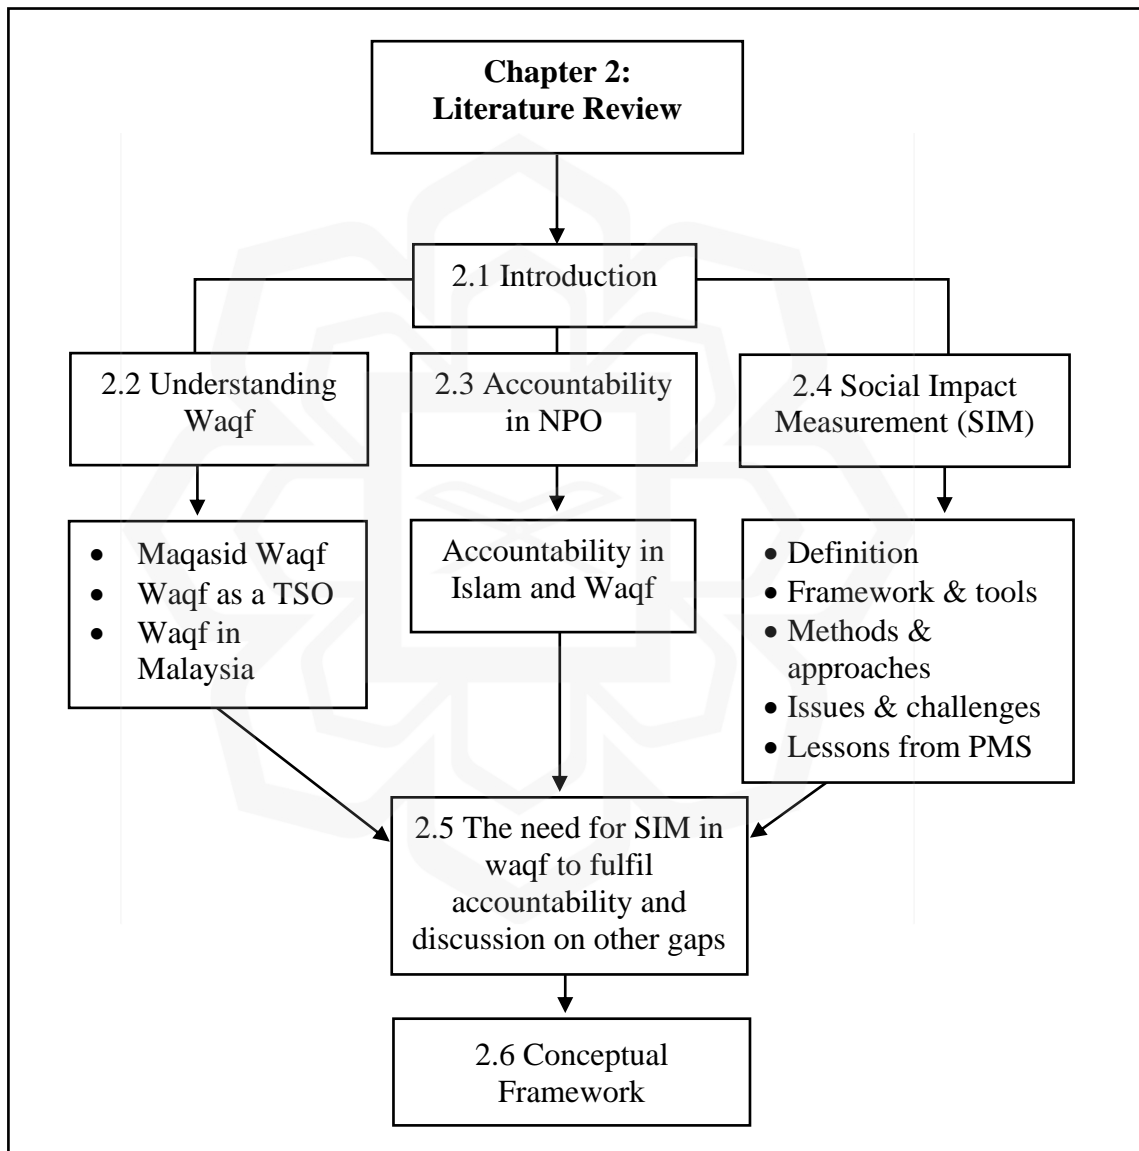 Chapter 2:
Literature Review
2.1 Introduction
2.2 Understanding
Waqf
2.3 Accountability
in NPO
2.4 Social Impact
Measurement (SIM)
• Maqasid Waqf
• Waqf as a TSO
• Waqf in
Malaysia
Accountability in
Islam and Waqf
• Definition
• Framework & tools
• Methods &
approaches
• Issues & challenges
• Lessons from PMS
2.5 The need for SIM in
waqf to fulfil
accountability and
discussion on other gaps
2.6 Conceptual
Framework